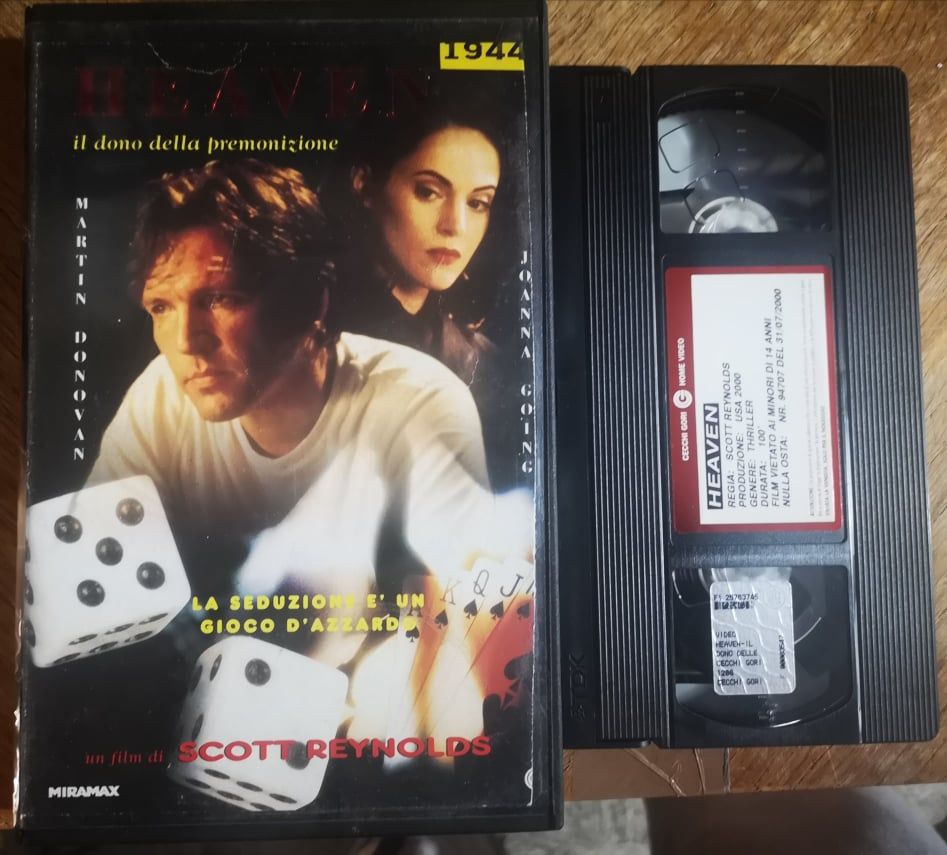 1944
HEAVEN
il dono della premonizione
MARTIN DONOVAN
JOANNA GOING
LA SEDUZIONE E' UN
GIOCO D'AZZARDO
K Q J
un film di SCOTT REYNOLDS
MIRAMAX
CECCHI GORI HOME VIDEO
HEAVEN
REGIA: SCOTT REYNOLDS
PRODUZIONE: USA 2000
GENERE: THRILLER
DURATA: 100'
FILM VIETATO AI MINORI DI 14 ANNI
NULLA OSTA: NR. 94707 DEL 31/07/2000
TDK
VIDEO
HEAVEN-IL
DONO DELLE
CECCHI GORI
1206
CECCHI GORI